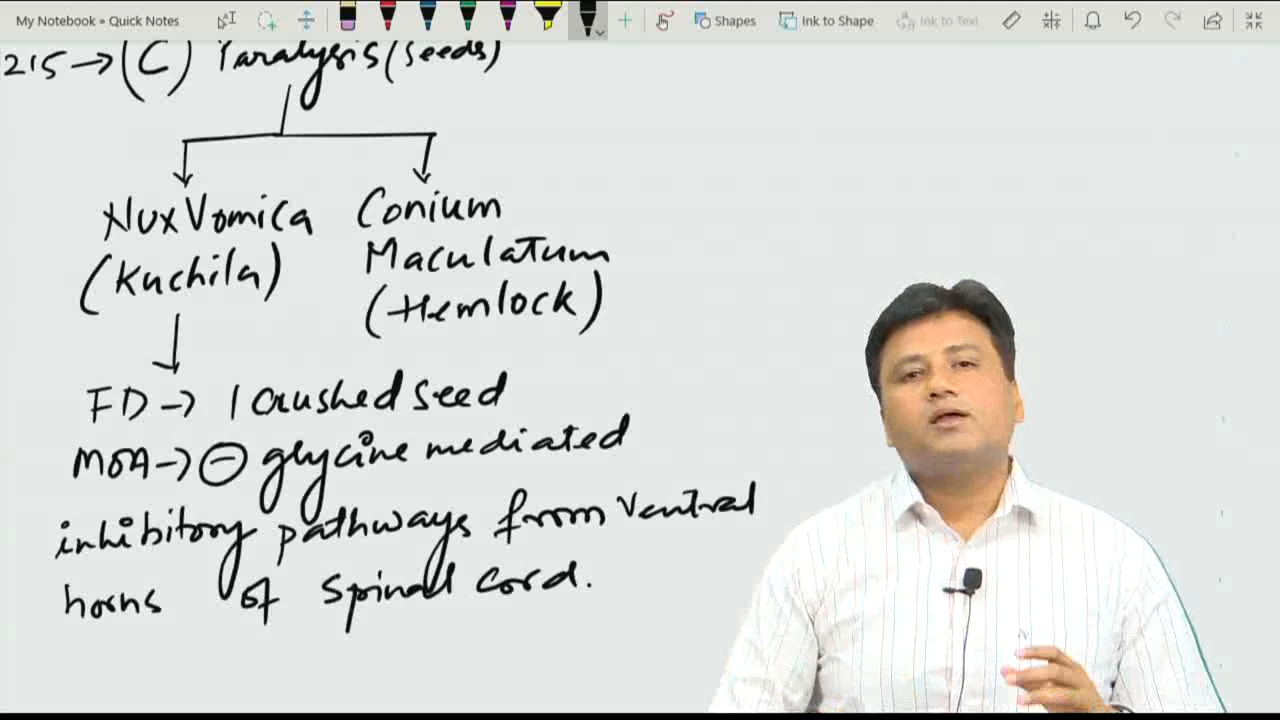 My Notebook » Quick Notes
Shapes
Ink to Shape
Ink to Text
215 → (C) Paralysis (Seeds)
Nux Vomica
(Kuchila)
Conium
Maculatum
(Hemlock)
FD → 1 crushed seed
MOA → ⊖ glycine mediated
inhibitory pathways from ventral
horns of spinal cord.